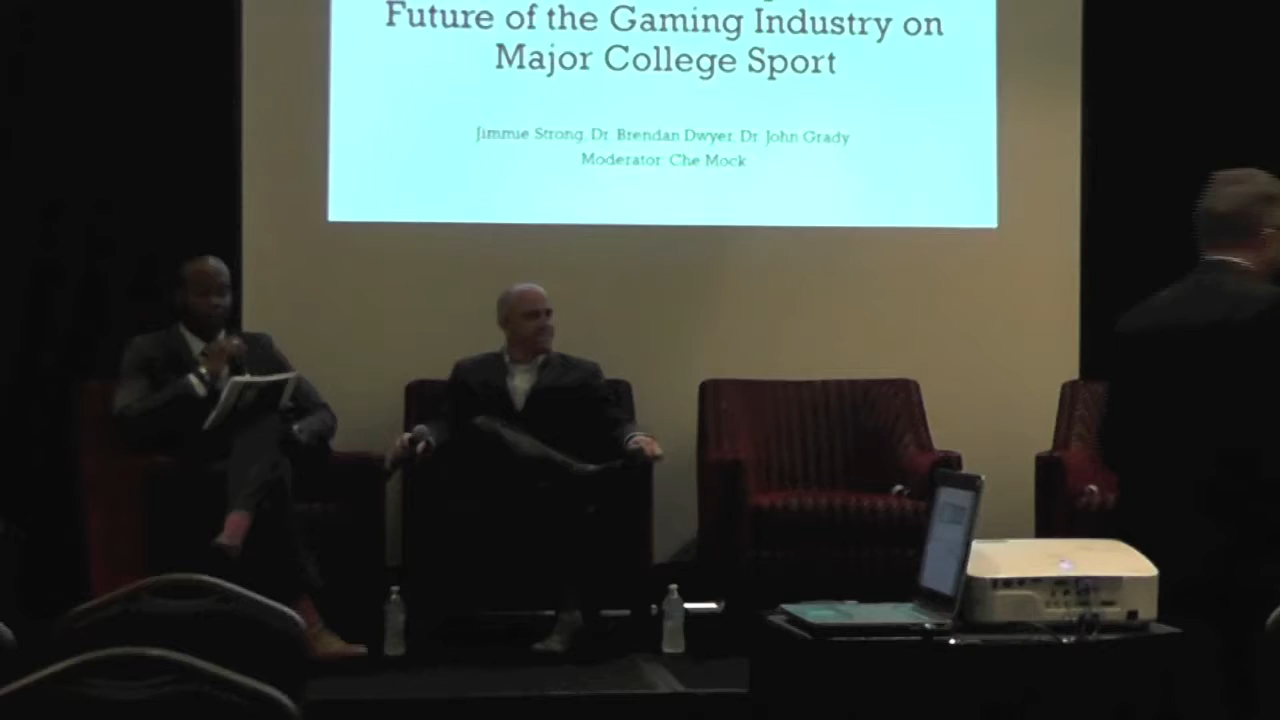 Future of the Gaming Industry on
Major College Sport
Jimmie Strong, Dr. Brendan Dwyer, Dr. John Grady
Moderator: Che Mock